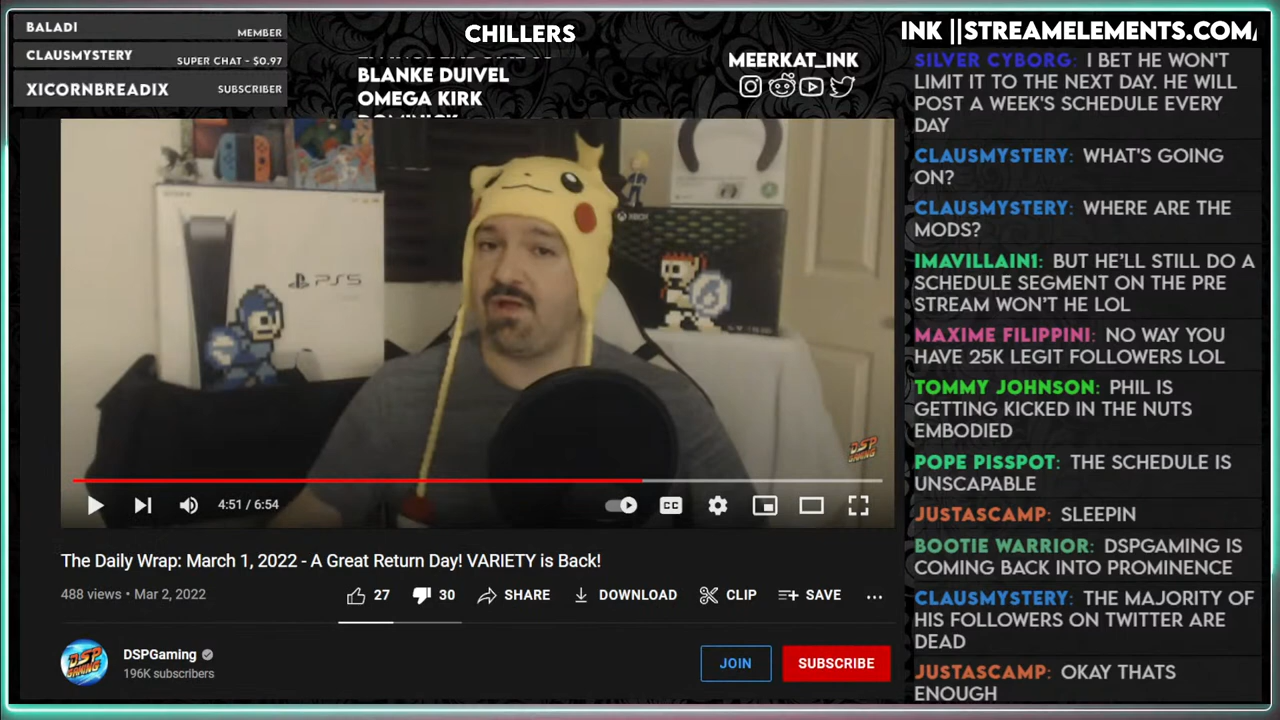 BALADI
MEMBER
CLAUSMYSTERY
SUPER CHAT - $0.97
XICORNBREADIX
SUBSCRIBER
CHILLERS
BLANKE DUIVEL
OMEGA KIRK
DOMINICK
MEERKAT_INK
INK ||STREAMELEMENTS.COM/
SILVER CYBORG: I BET HE WON'T
LIMIT IT TO THE NEXT DAY. HE WILL
POST A WEEK'S SCHEDULE EVERY
DAY
CLAUSMYSTERY: WHAT'S GOING
ON?
CLAUSMYSTERY: WHERE ARE THE
MODS?
IMAVILLAIN1: BUT HE'LL STILL DO A
SCHEDULE SEGMENT ON THE PRE
STREAM WON'T HE LOL
MAXIME FILIPPINI: NO WAY YOU
HAVE 25K LEGIT FOLLOWERS LOL
TOMMY JOHNSON: PHIL IS
GETTING KICKED IN THE NUTS
EMBODIED
POPE PISSPOT: THE SCHEDULE IS
UNSCAPABLE
JUSTASCAMP: SLEEPIN
BOOTIE WARRIOR: DSPGAMING IS
COMING BACK INTO PROMINENCE
CLAUSMYSTERY: THE MAJORITY OF
HIS FOLLOWERS ON TWITTER ARE
DEAD
JUSTASCAMP: OKAY THATS
ENOUGH
SONY
PS5
XBOX
DSP
GAMING
4:51 / 6:54
CC
The Daily Wrap: March 1, 2022 - A Great Return Day! VARIETY is Back!
488 views • Mar 2, 2022
27
30
SHARE
DOWNLOAD
CLIP
SAVE
DSP
GAMING
DSPGaming
196K subscribers
JOIN
SUBSCRIBE